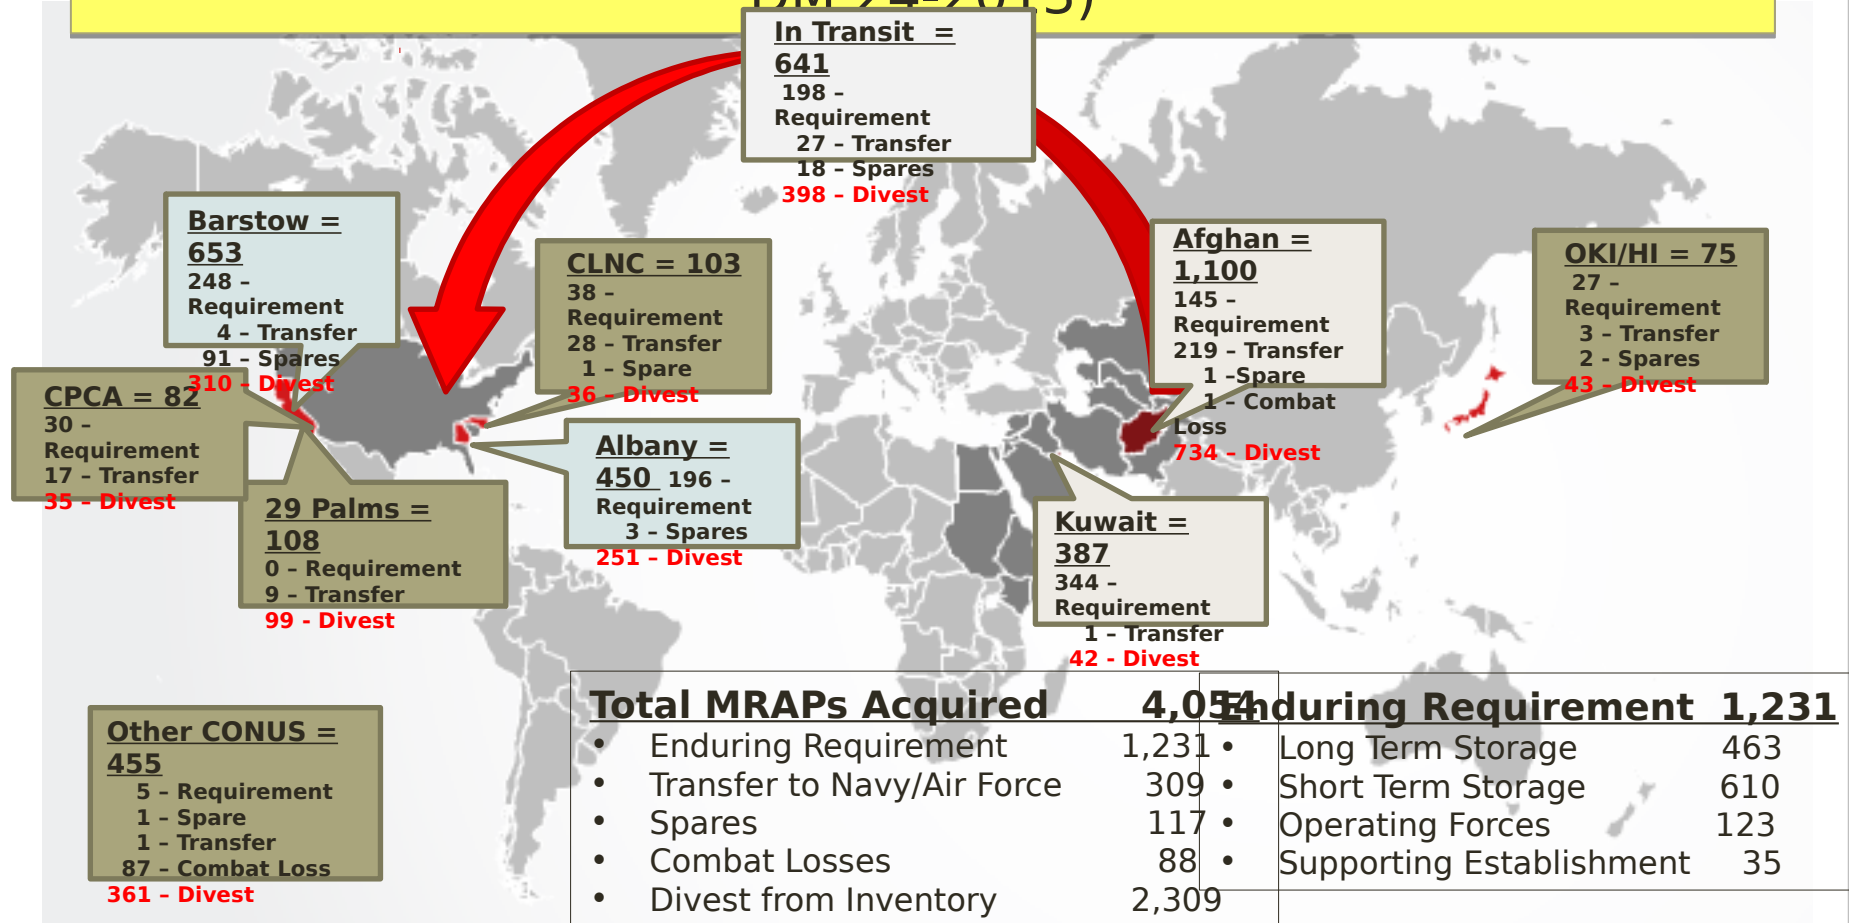 DM 24-2013)
In Transit =
641
198 –
Requirement
27 – Transfer
18 – Spares
398 – Divest
Barstow =
653
248 –
Requirement
4 – Transfer
91 – Spares
310 – Divest
CLNC = 103
38 –
Requirement
28 – Transfer
1 – Spare
36 – Divest
Afghan =
1,100
145 –
Requirement
219 – Transfer
1 –Spare
1 – Combat
Loss
734 – Divest
OKI/HI = 75
27 –
Requirement
3 – Transfer
2 - Spares
43 – Divest
CPCA = 82
30 –
Requirement
17 – Transfer
35 – Divest
29 Palms =
108
0 – Requirement
9 – Transfer
99 - Divest
Albany =
450 196 –
Requirement
3 – Spares
251 – Divest
Kuwait =
387
344 –
Requirement
1 – Transfer
42 - Divest
Other CONUS =
455
5 – Requirement
1 – Spare
1 – Transfer
87 – Combat Loss
361 – Divest
Total MRAPs Acquired 4,054
• Enduring Requirement 1,231
• Transfer to Navy/Air Force 309
• Spares 117
• Combat Losses 88
• Divest from Inventory 2,309
Enduring Requirement 1,231
• Long Term Storage 463
• Short Term Storage 610
• Operating Forces 123
• Supporting Establishment 35